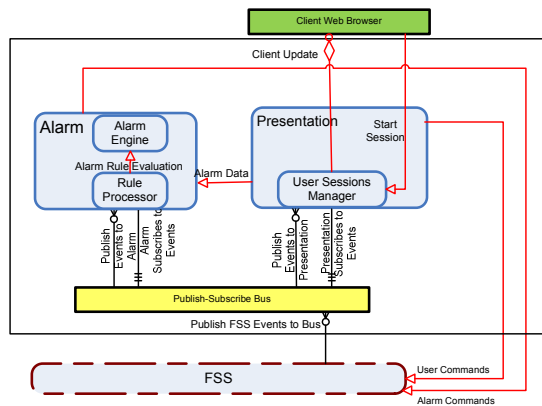 Client Web Browser
Client Update
Alarm
Alarm
Engine
Alarm Rule Evaluation
Rule
Processor
Presentation
Start
Session
Alarm Data
User Sessions
Manager
Publish
Events to
Alarm
Alarm
Subscribes to
Events
Publish
Events to
Presentation
Presentation
Subscribes to
Events
Publish-Subscribe Bus
Publish FSS Events to Bus
FSS
User Commands
Alarm Commands